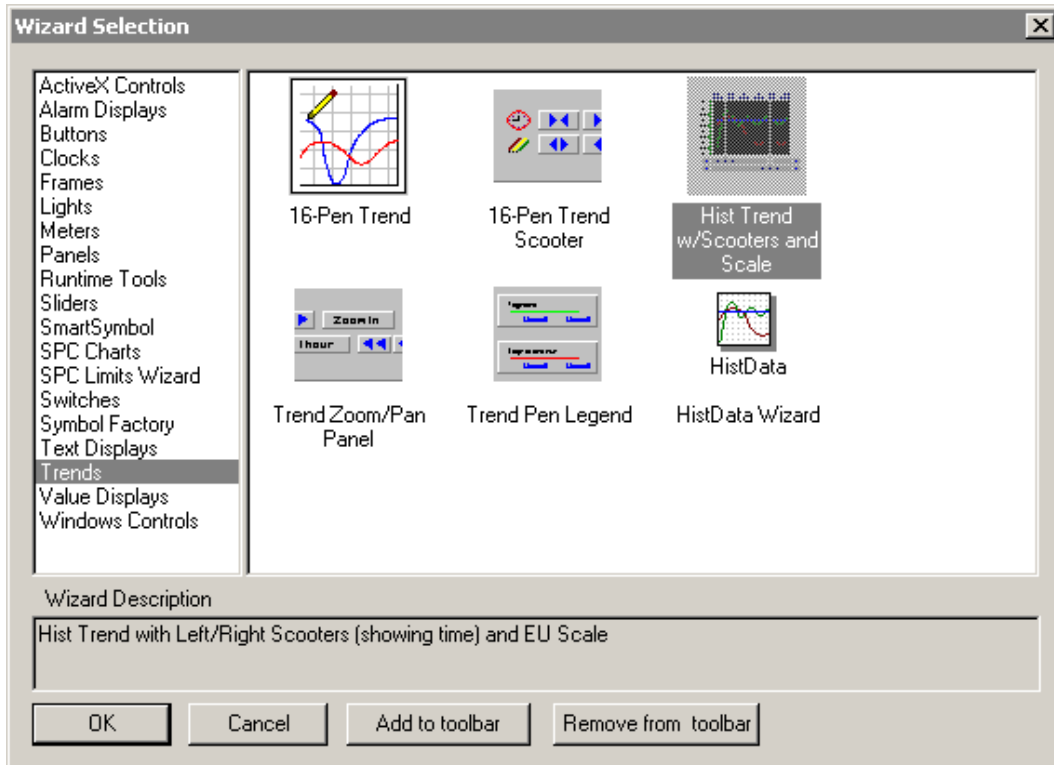 Wizard Selection
ActiveX Controls
Alarm Displays
Buttons
Clocks
Frames
Lights
Meters
Panels
Runtime Tools
Sliders
SmartSymbol
SPC Charts
SPC Limits Wizard
Switches
Symbol Factory
Text Displays
Trends
Value Displays
Windows Controls
16-Pen Trend
16-Pen Trend
Scooter
Hist Trend
w/Scooters and
Scale
Zoom In
1hour
HistData
Trend Zoom/Pan
Panel
Trend Pen Legend
HistData Wizard
Wizard Description
Hist Trend with Left/Right Scooters (showing time) and EU Scale
OK
Cancel
Add to toolbar
Remove from toolbar